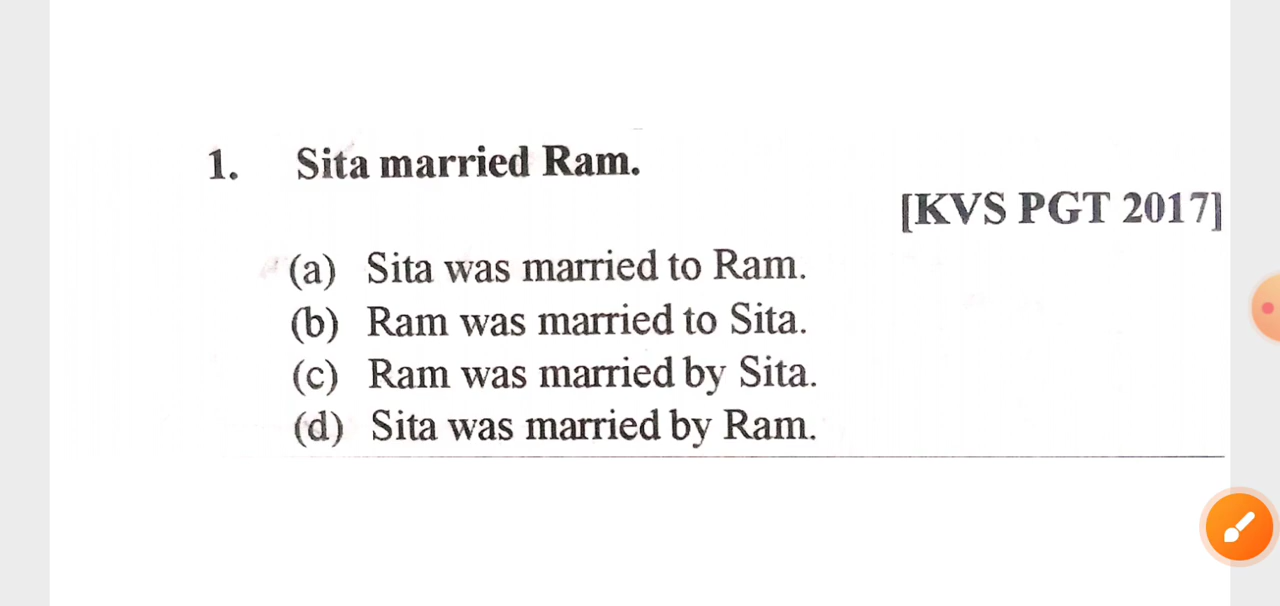 1. Sita married Ram.
[KVS PGT 2017]
(a) Sita was married to Ram.
(b) Ram was married to Sita.
(c) Ram was married by Sita.
(d) Sita was married by Ram.